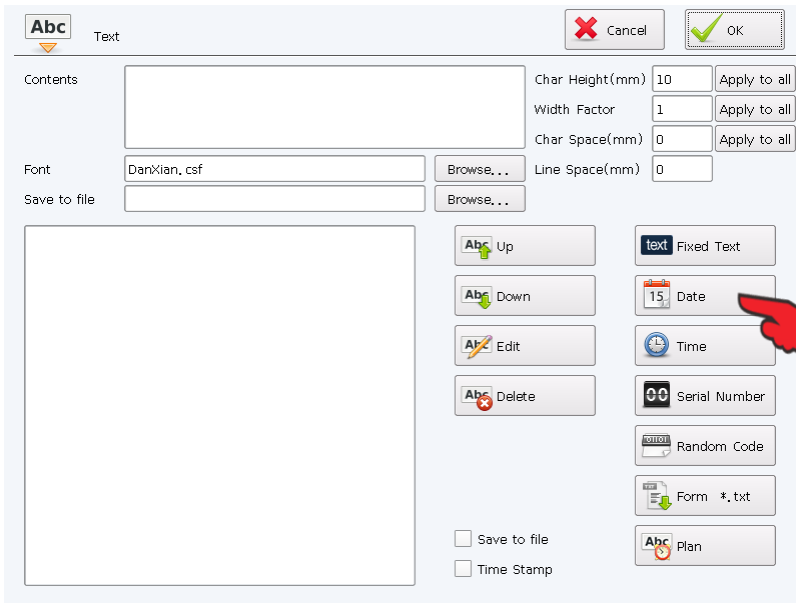 Abc Text Cancel OK
Contents Char Height(mm) 10 Apply to all
Width Factor 1 Apply to all
Char Space(mm) 0 Apply to all
Font DanXian.csf Browse... Line Space(mm) 0
Save to file Browse...
Abc Up text Fixed Text
Abc Down 15 Date
Abc Edit Time
Abc Delete 00 Serial Number
01101 Random Code
TXT Form *.txt
Save to file Abc Plan
Time Stamp